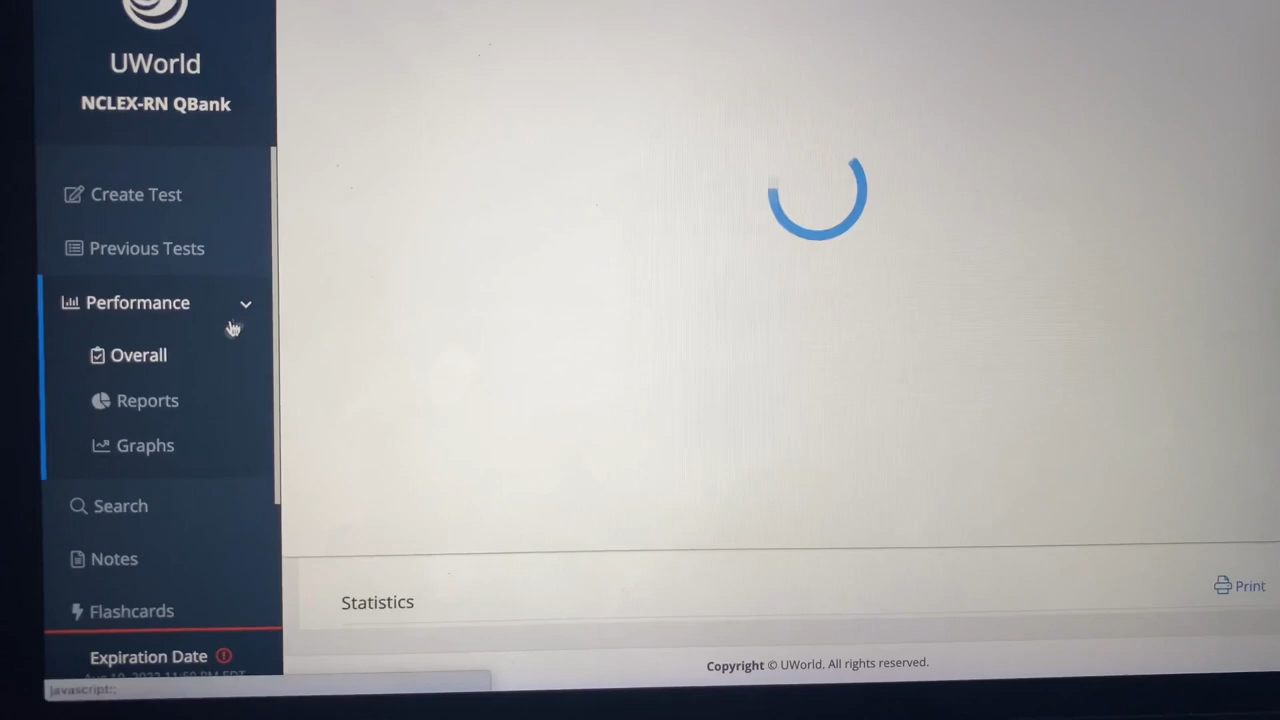 UWorld
NCLEX-RN QBank
Create Test
Previous Tests
Performance
Overall
Reports
Graphs
Search
Notes
Flashcards
Expiration Date
Statistics
Print
Copyright © UWorld. All rights reserved.
javascript:;